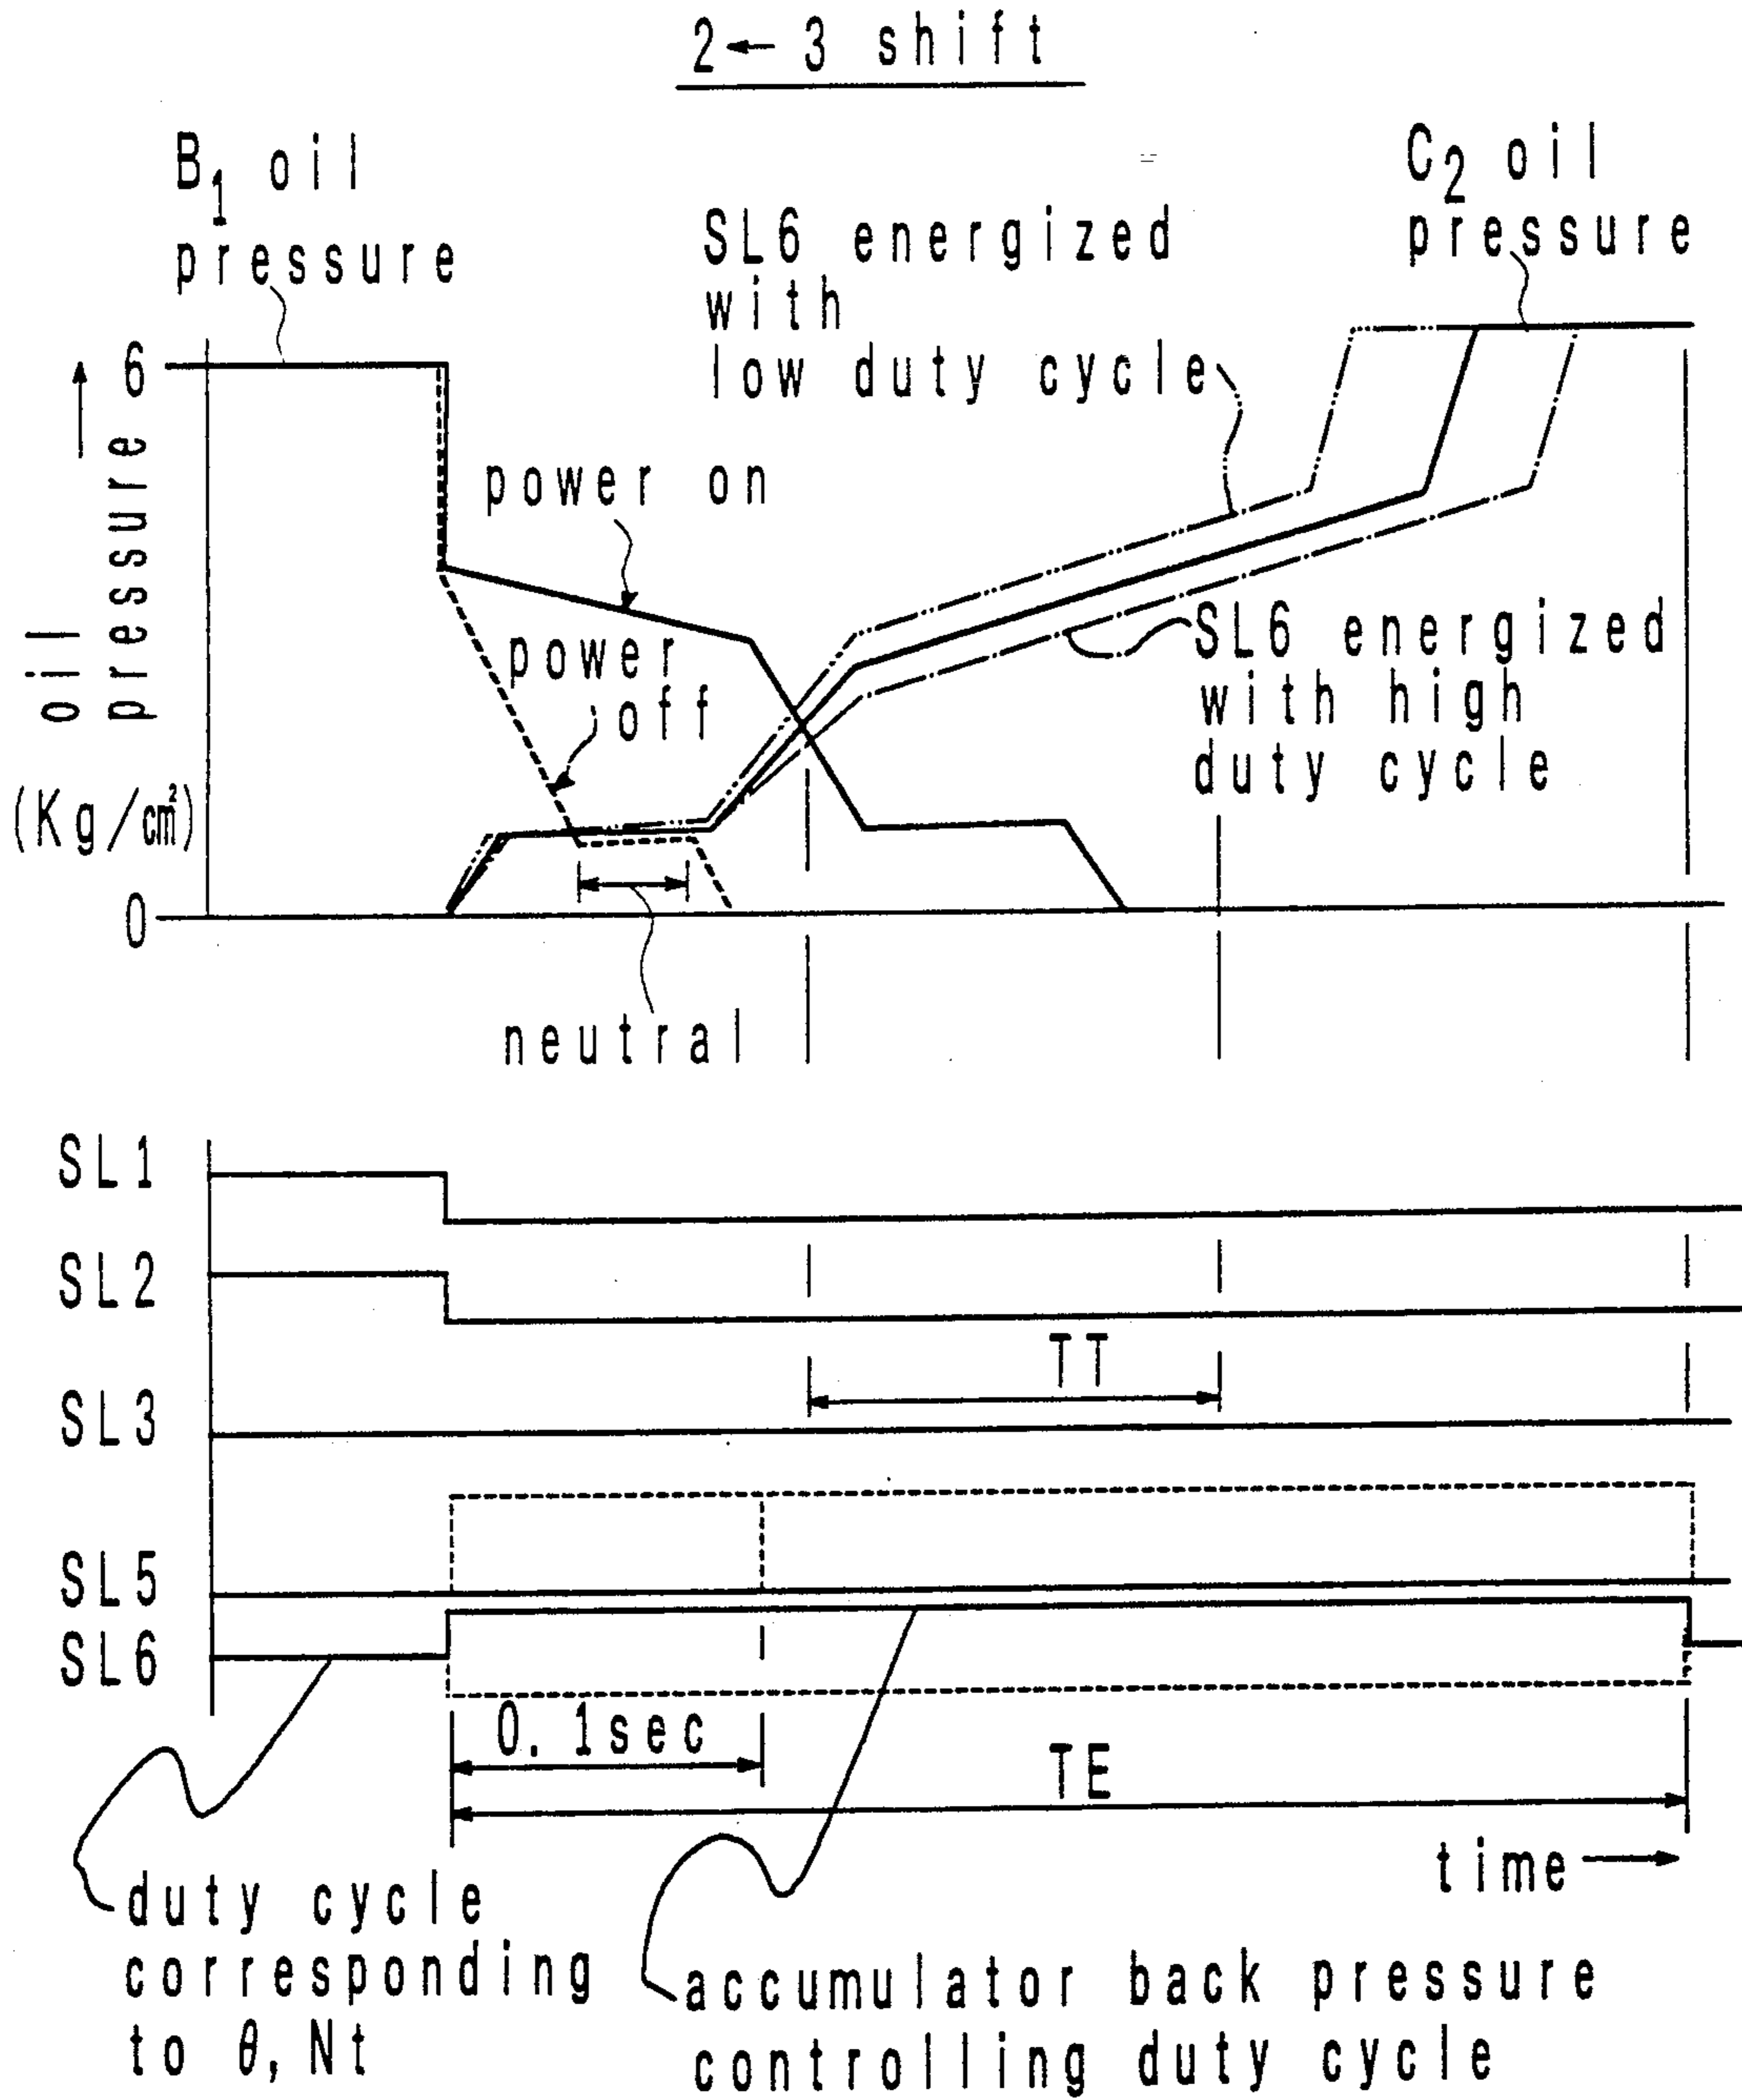 2←3 shift
B1 oil
pressure
C2 oil
pressure
SL6 energized
with
low duty cycle
6
power on
oil
pressure
(Kg/cm²)
power
off
SL6 energized
with high
duty cycle
0
neutral
SL1
SL2
TT
SL3
SL5
SL6
0.1sec
TE
time
duty cycle
corresponding
to θ, Nt
accumulator back pressure
controlling duty cycle